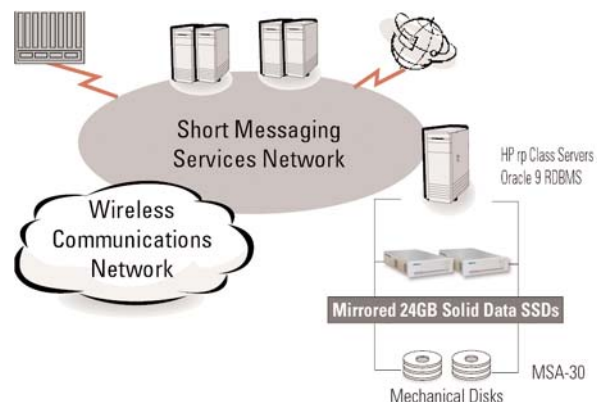 Short Messaging
Services Network
HP rp Class Servers
Oracle 9 RDBMS
Wireless
Communications
Network
Mirrored 24GB Solid Data SSDs
MSA-30
Mechanical Disks